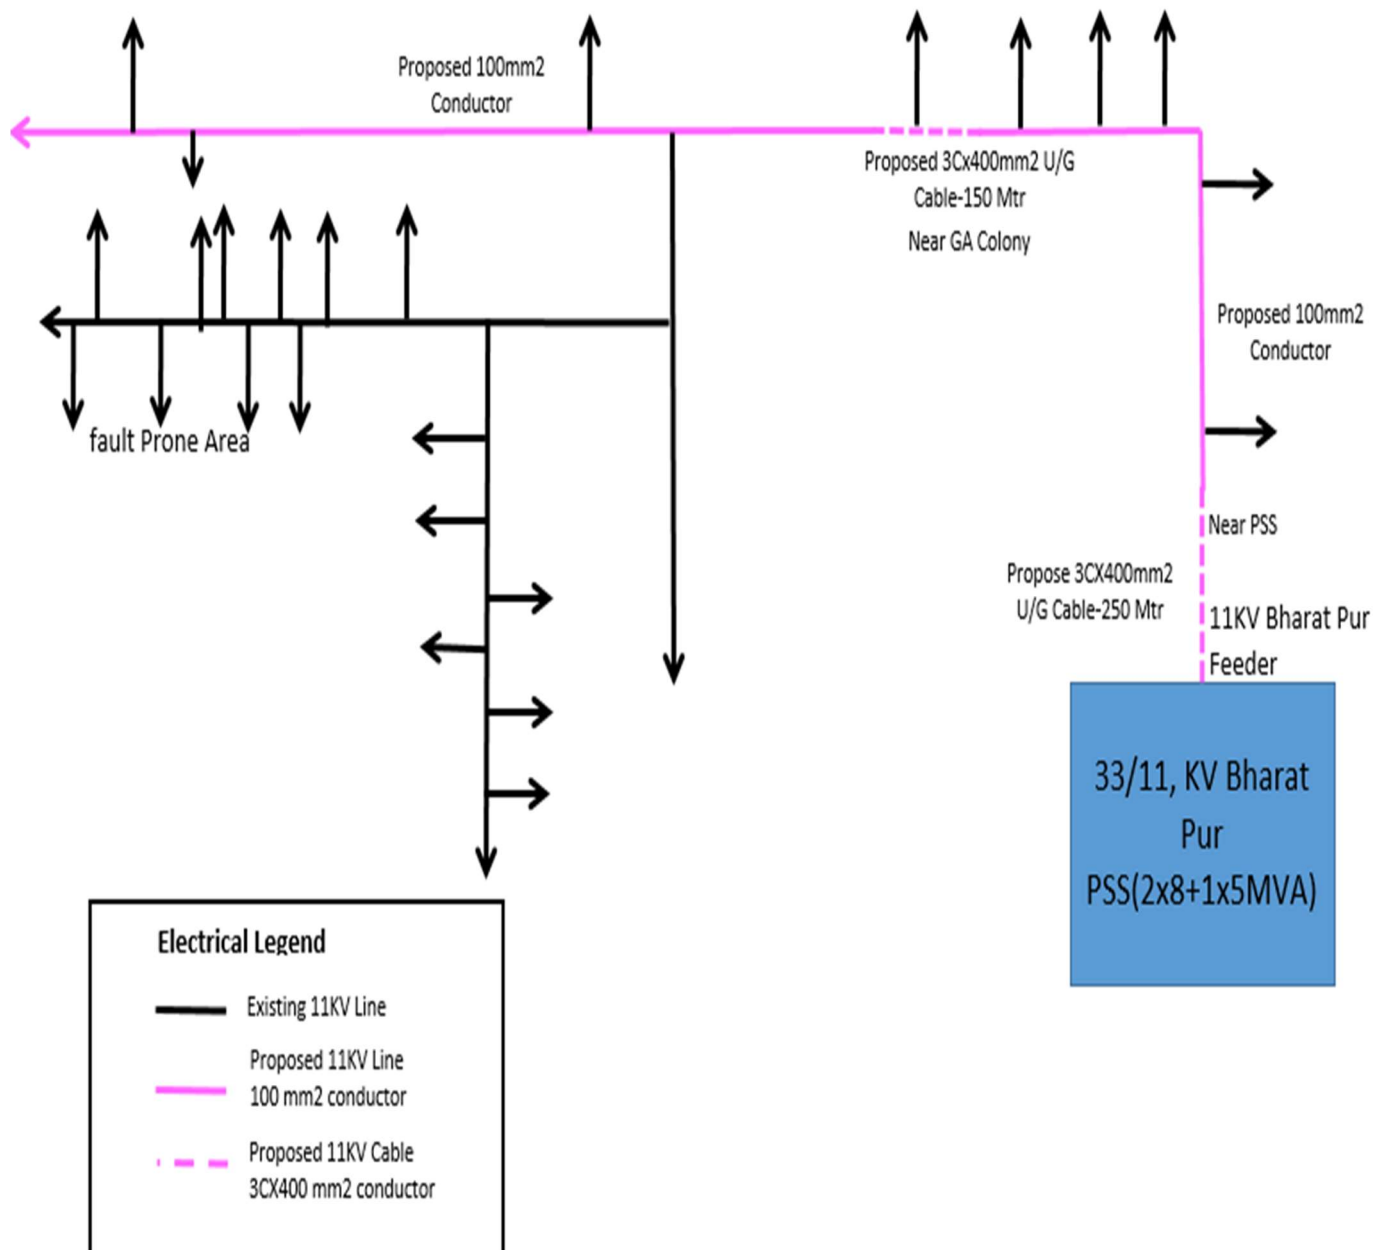 Proposed 100mm2
Conductor
Proposed 3Cx400mm2 U/G
Cable-150 Mtr
Near GA Colony
Proposed 100mm2
Conductor
fault Prone Area
Near PSS
Propose 3CX400mm2
U/G Cable-250 Mtr
11KV Bharat Pur
Feeder
33/11, KV Bharat
Pur
PSS(2x8+1x5MVA)
Electrical Legend
Existing 11KV Line
Proposed 11KV Line
100 mm2 conductor
Proposed 11KV Cable
3CX400 mm2 conductor